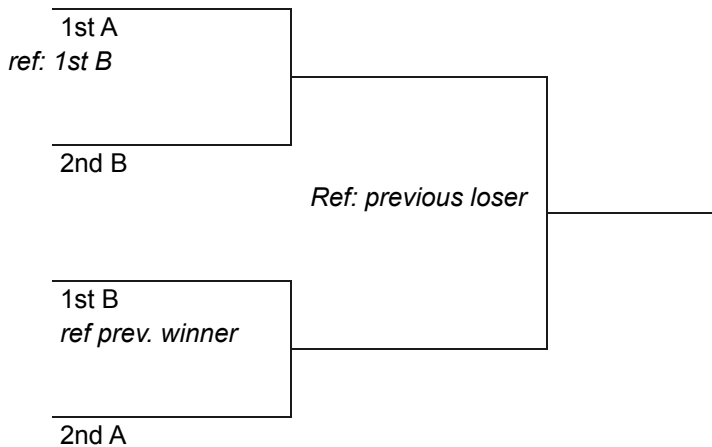 1st A
ref: 1st B
2nd B
Ref: previous loser
1st B
ref prev. winner
2nd A